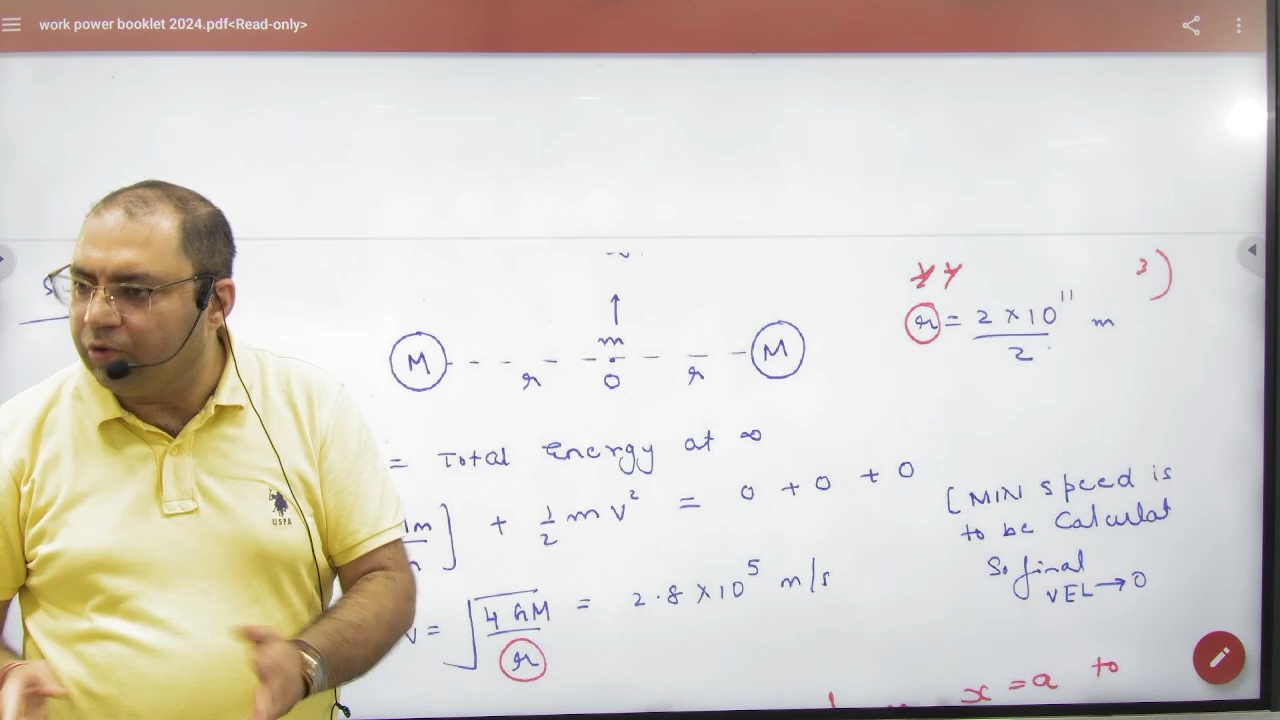 work power booklet 2024.pdf<Read-only>
3)
r = 2 × 10¹¹ / 2 m
m
M r 0 r M
= Total Energy at ∞
] + 1/2 mv² = 0 + 0 + 0
[MIN speed is
to be Calculat
So final
VEL → 0
v = √(4GM / r) = 2.8 × 10⁵ m/s
x = a to
USPA